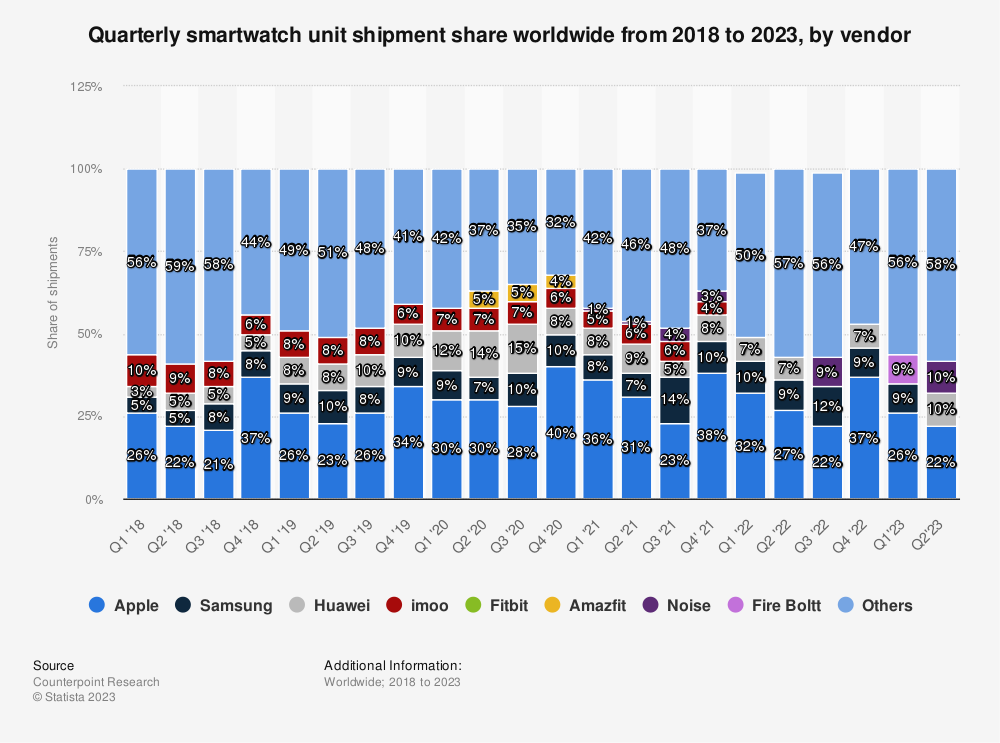 Quarterly smartwatch unit shipment share worldwide from 2018 to 2023, by vendor
Share of shipments
125%
100%
75%
50%
25%
0%
56% 10% 3% 5% 26%
59% 9% 5% 5% 22%
58% 8% 5% 8% 21%
44% 6% 5% 8% 37%
49% 8% 8% 9% 26%
51% 8% 8% 10% 23%
48% 8% 10% 8% 26%
41% 6% 10% 9% 34%
42% 7% 12% 9% 30%
37% 5% 7% 14% 7% 30%
35% 5% 7% 15% 10% 28%
32% 4% 6% 8% 10% 40%
42% 1% 5% 8% 8% 36%
46% 1% 6% 9% 7% 31%
48% 4% 6% 5% 14% 23%
37% 3% 4% 8% 10% 38%
50% 7% 10% 32%
57% 7% 9% 27%
56% 9% 12% 22%
47% 7% 9% 37%
56% 9% 9% 26%
58% 10% 10% 22%
Q1 '18 Q2 '18 Q3 '18 Q4 '18 Q1 '19 Q2 '19 Q3 '19 Q4 '19 Q1 '20 Q2 '20 Q3 '20 Q4 '20 Q1 '21 Q2 '21 Q3 '21 Q4' 21 Q1 '22 Q2 '22 Q3 '22 Q4 '22 Q1'23 Q2'23
Apple Samsung Huawei imoo Fitbit Amazfit Noise Fire Boltt Others
Source
Counterpoint Research
© Statista 2023
Additional Information:
Worldwide; 2018 to 2023